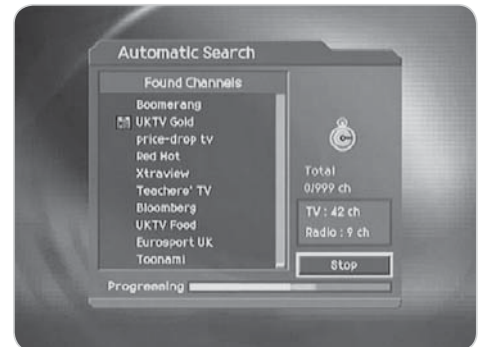 Automatic Search
Found Channels
Boomerang
UKTV Gold
price-drop tv
Red Hot
Xtraview
Teachers' TV
Bloomberg
UKTV Food
Eurosport UK
Toonami
Total
0/999 ch
TV : 42 ch
Radio : 9 ch
Stop
Progressing